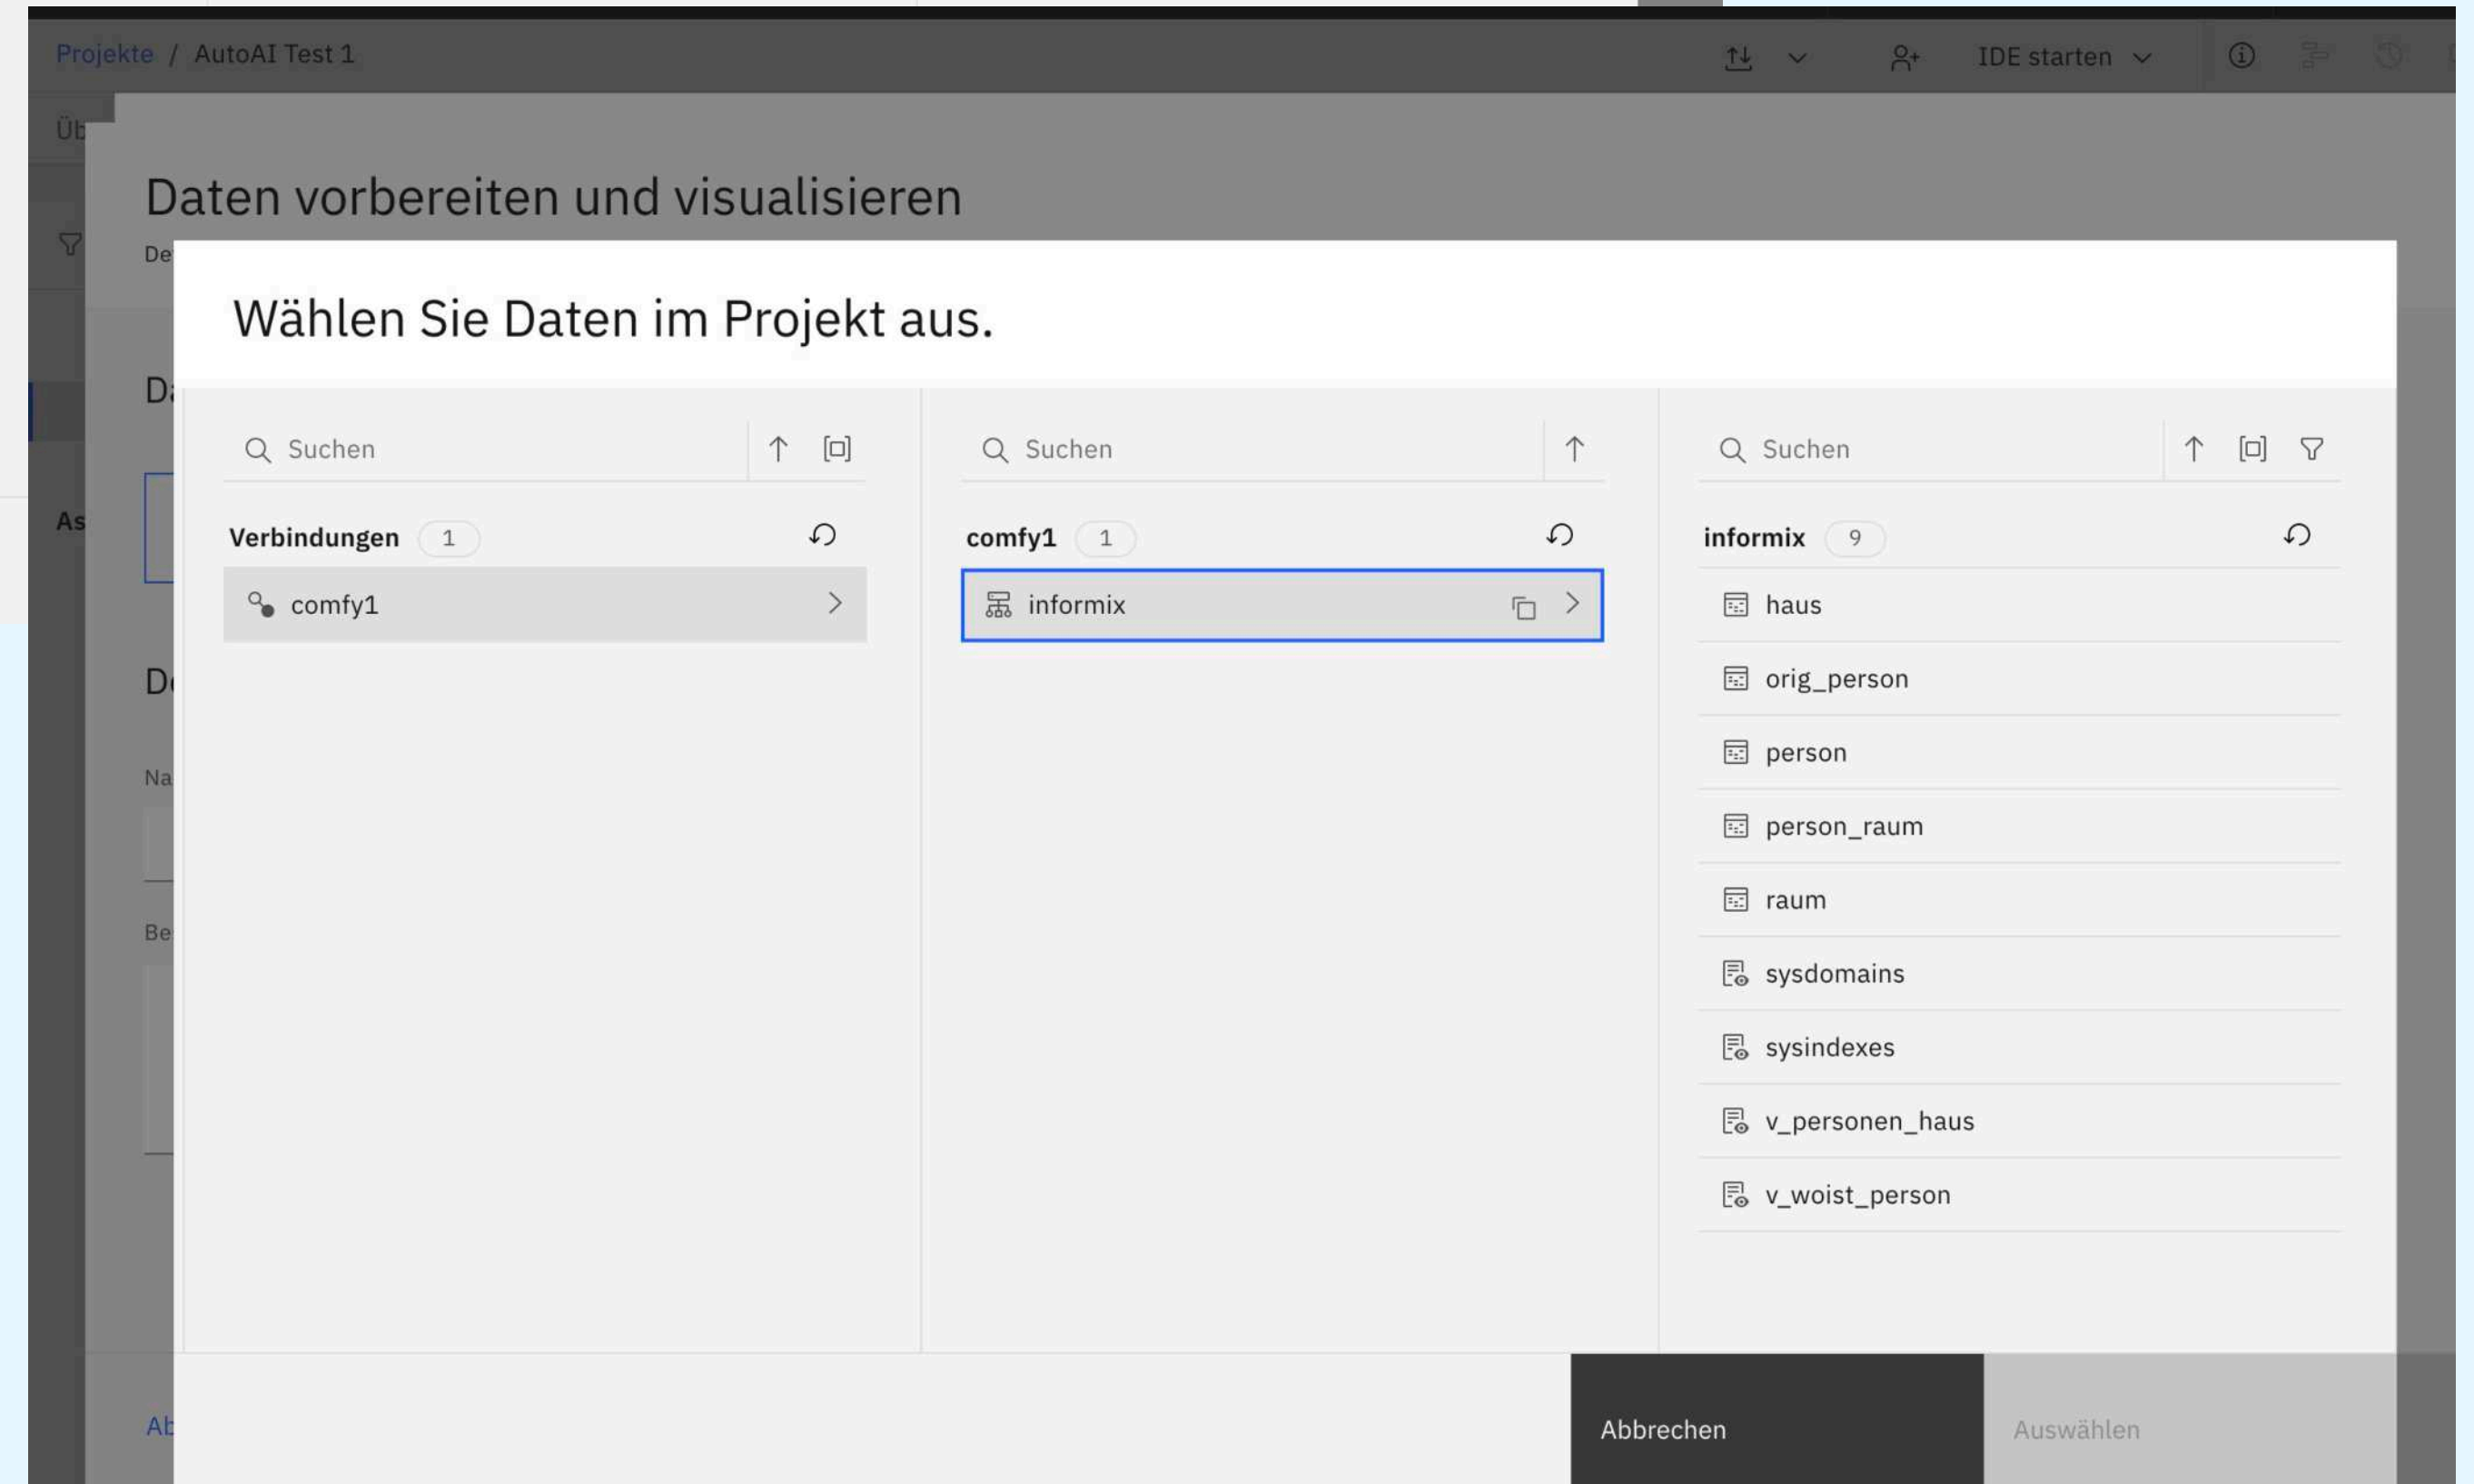 Projekte / AutoAI Test 1
IDE starten
Daten vorbereiten und visualisieren
Wählen Sie Daten im Projekt aus.
Suchen
Verbindungen 1
comfy1
Suchen
comfy1 1
informix
Suchen
informix 9
haus
orig_person
person
person_raum
raum
sysdomains
sysindexes
v_personen_haus
v_woist_person
Abbrechen
Auswählen